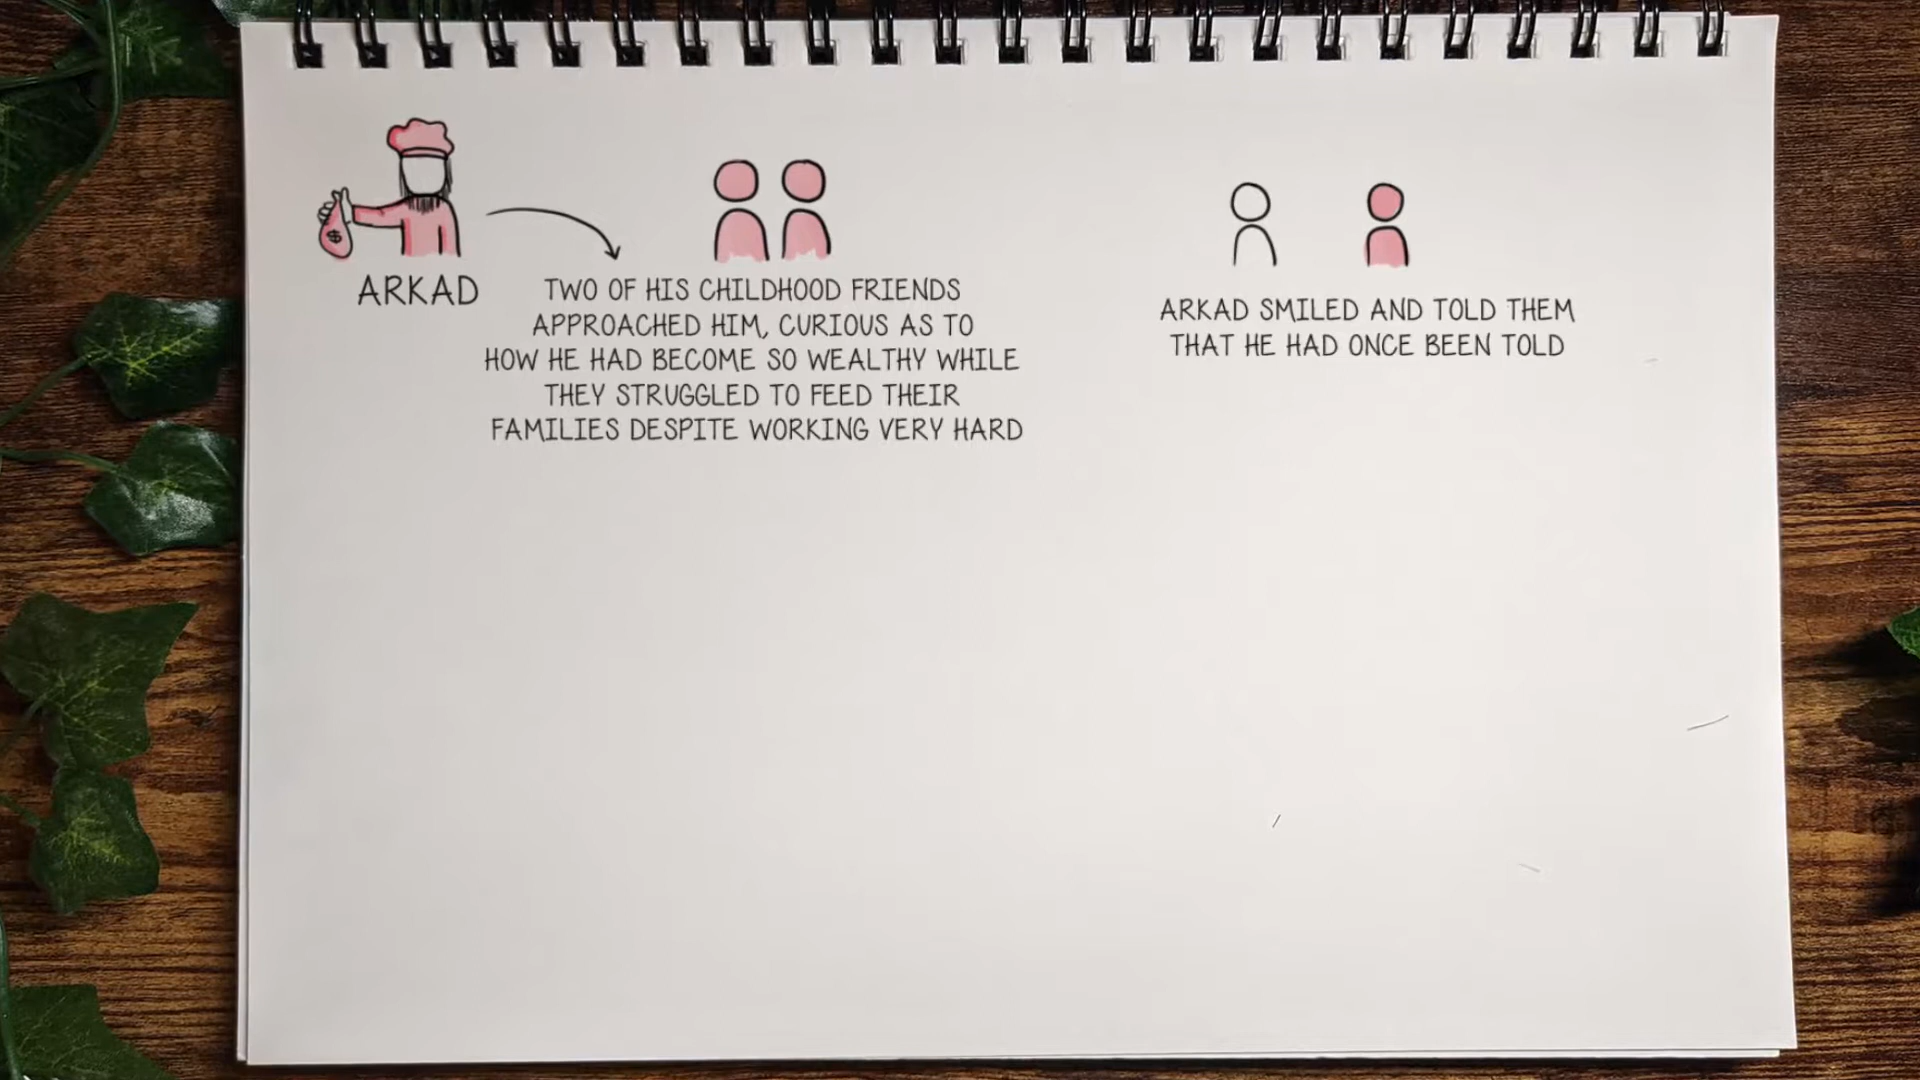 ARKAD
TWO OF HIS CHILDHOOD FRIENDS
APPROACHED HIM, CURIOUS AS TO
HOW HE HAD BECOME SO WEALTHY WHILE
THEY STRUGGLED TO FEED THEIR
FAMILIES DESPITE WORKING VERY HARD
ARKAD SMILED AND TOLD THEM
THAT HE HAD ONCE BEEN TOLD
$